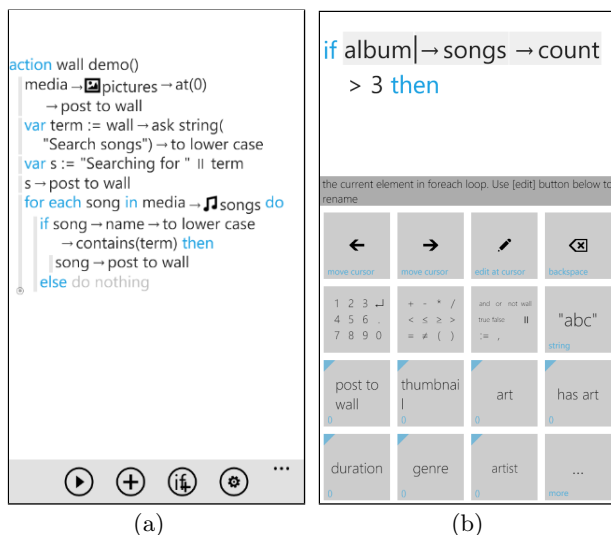 action wall demo()
media → pictures → at(0)
→ post to wall
var term := wall → ask string(
"Search songs") → to lower case
var s := "Searching for " || term
s → post to wall
for each song in media → songs do
if song → name → to lower case
→ contains(term) then
song → post to wall
else do nothing
if+
...
(a)
if album → songs → count
> 3 then
the current element in foreach loop. Use [edit] button below to
rename
move cursor
move cursor
edit at cursor
backspace
1 2 3 ↵
4 5 6 .
7 8 9 0
+ - * /
< ≤ ≥ >
= ≠ ( )
and or not wall
true false ||
:= ,
"abc"
string
post to
wall
0
thumbnai
l
0
art
0
has art
0
duration
0
genre
0
artist
0
...
more
(b)